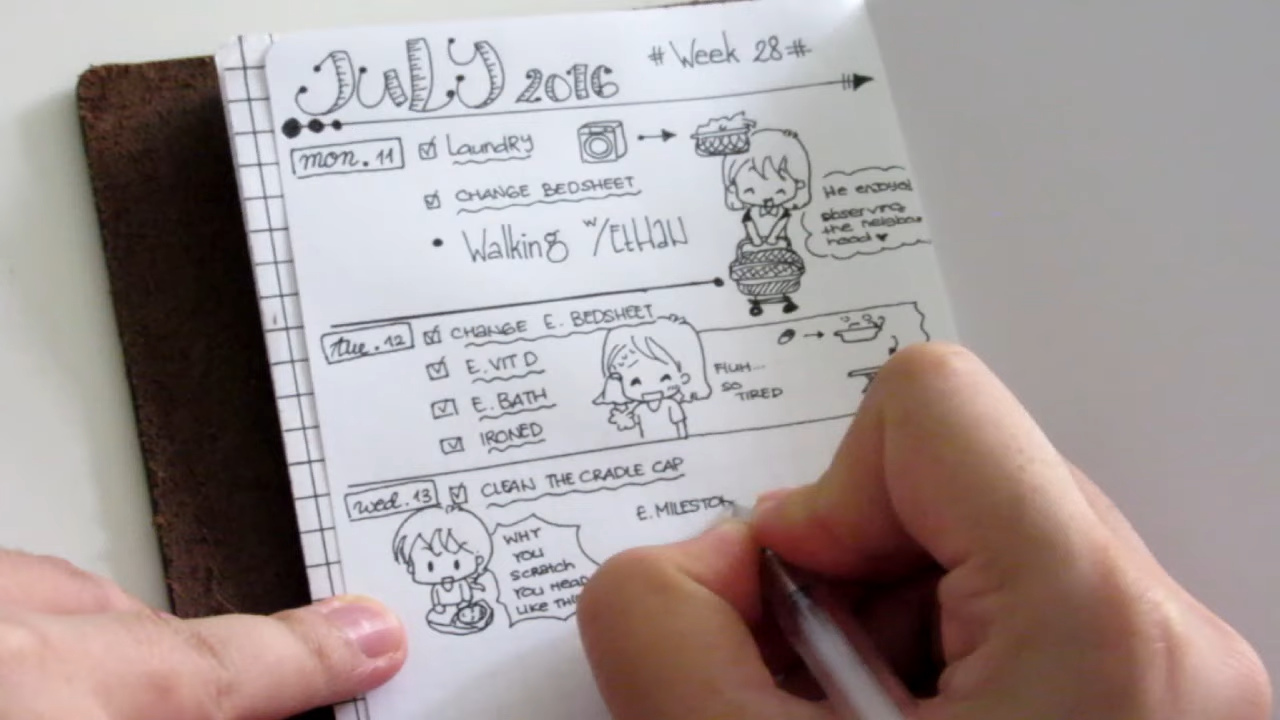 JULY 2016
# Week 28 #
mon. 11
LaundRY
CHANGE BEDSHEET
Walking w/EtHaN
He enjoyed
observing
the neighbou
hood ♥
tue. 12
CHANGE E. BEDSHEET
E. VIT D
E. BATH
IRONED
FIUH...
SO
TIRED
wed. 13
CLEAN THE CRADLE CAP
E. MILESTO
WHY
YOU
SCRatCH
YOU HEAD
LIKE